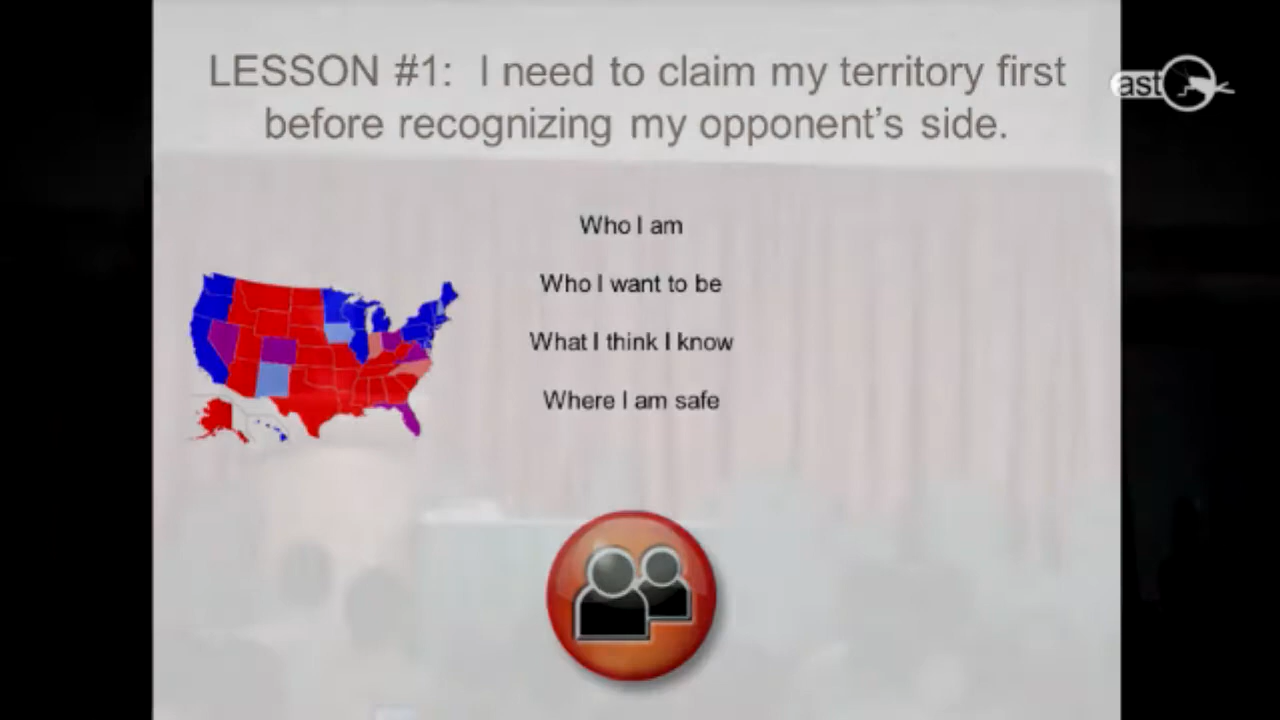 LESSON #1: I need to claim my territory first
before recognizing my opponent's side.
ast
Who I am
Who I want to be
What I think I know
Where I am safe